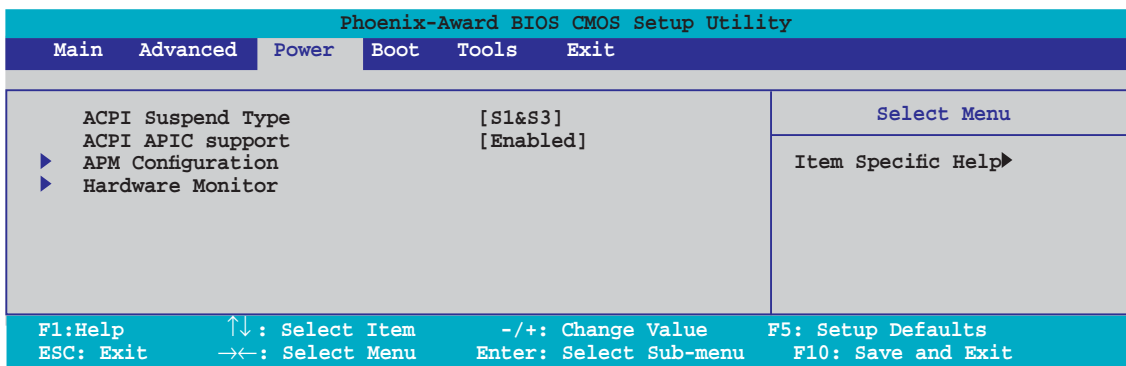 Phoenix-Award BIOS CMOS Setup Utility
Main Advanced Power Boot Tools Exit
ACPI Suspend Type [S1&S3]
ACPI APIC support [Enabled]
APM Configuration
Hardware Monitor
Select Menu
Item Specific Help
F1:Help ↑↓: Select Item -/+: Change Value F5: Setup Defaults
ESC: Exit →←: Select Menu Enter: Select Sub-menu F10: Save and Exit